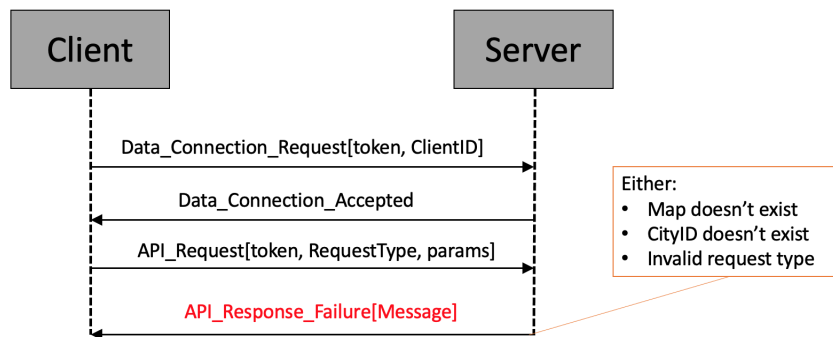 Client
Server
Data_Connection_Request[token, ClientID]
Data_Connection_Accepted
API_Request[token, RequestType, params]
API_Response_Failure[Message]
Either:
• Map doesn’t exist
• CityID doesn’t exist
• Invalid request type